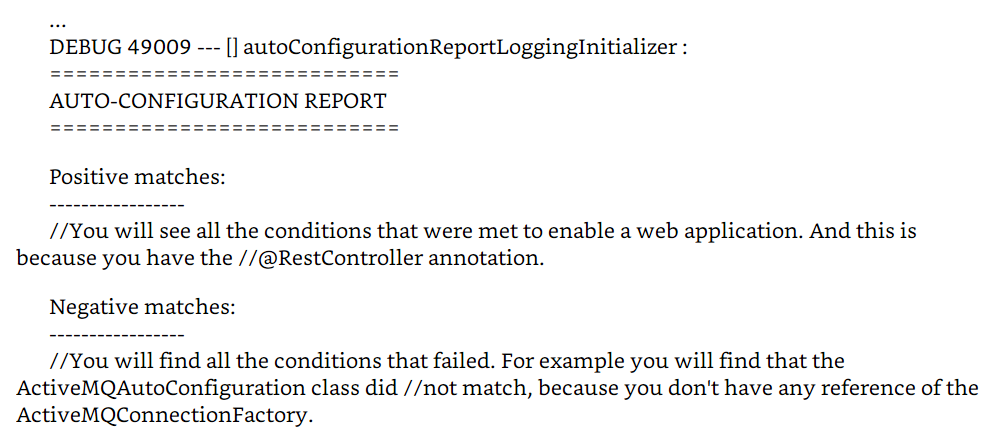 ...
DEBUG 49009 --- [] autoConfigurationReportLoggingInitializer :
===========================
AUTO-CONFIGURATION REPORT
===========================
Positive matches:
-----------------
//You will see all the conditions that were met to enable a web application. And this is
because you have the //@RestController annotation.
Negative matches:
-----------------
//You will find all the conditions that failed. For example you will find that the
ActiveMQAutoConfiguration class did //not match, because you don't have any reference of the
ActiveMQConnectionFactory.